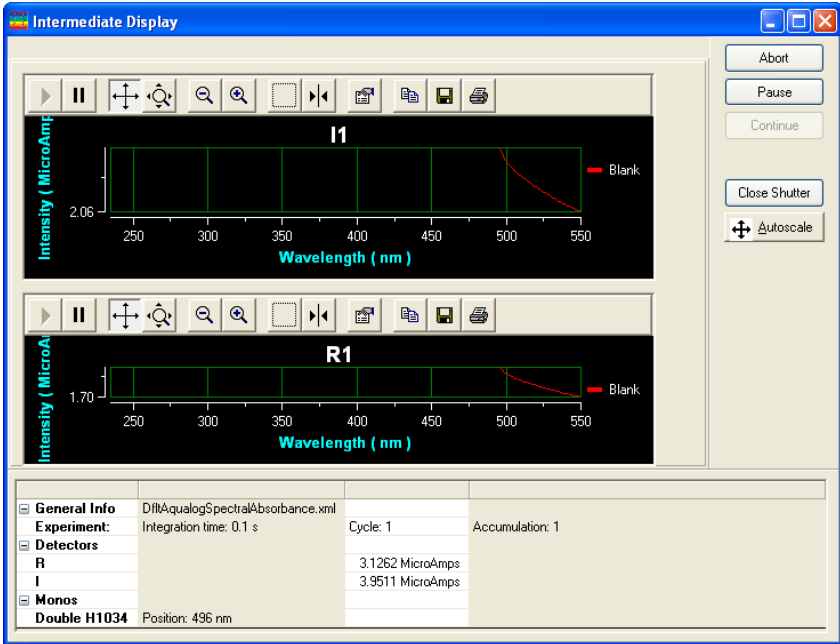 Intermediate Display
Abort
Pause
Continue
Close Shutter
Autoscale
I1
Intensity ( MicroAmp
2.06
Blank
250 300 350 400 450 500 550
Wavelength ( nm )
R1
Intensity ( MicroA
1.70
Blank
250 300 350 400 450 500 550
Wavelength ( nm )
General Info DfltAqualogSpectralAbsorbance.xml
Experiment: Integration time: 0.1 s Cycle: 1 Accumulation: 1
Detectors
R 3.1262 MicroAmps
I 3.9511 MicroAmps
Monos
Double H1034 Position: 496 nm